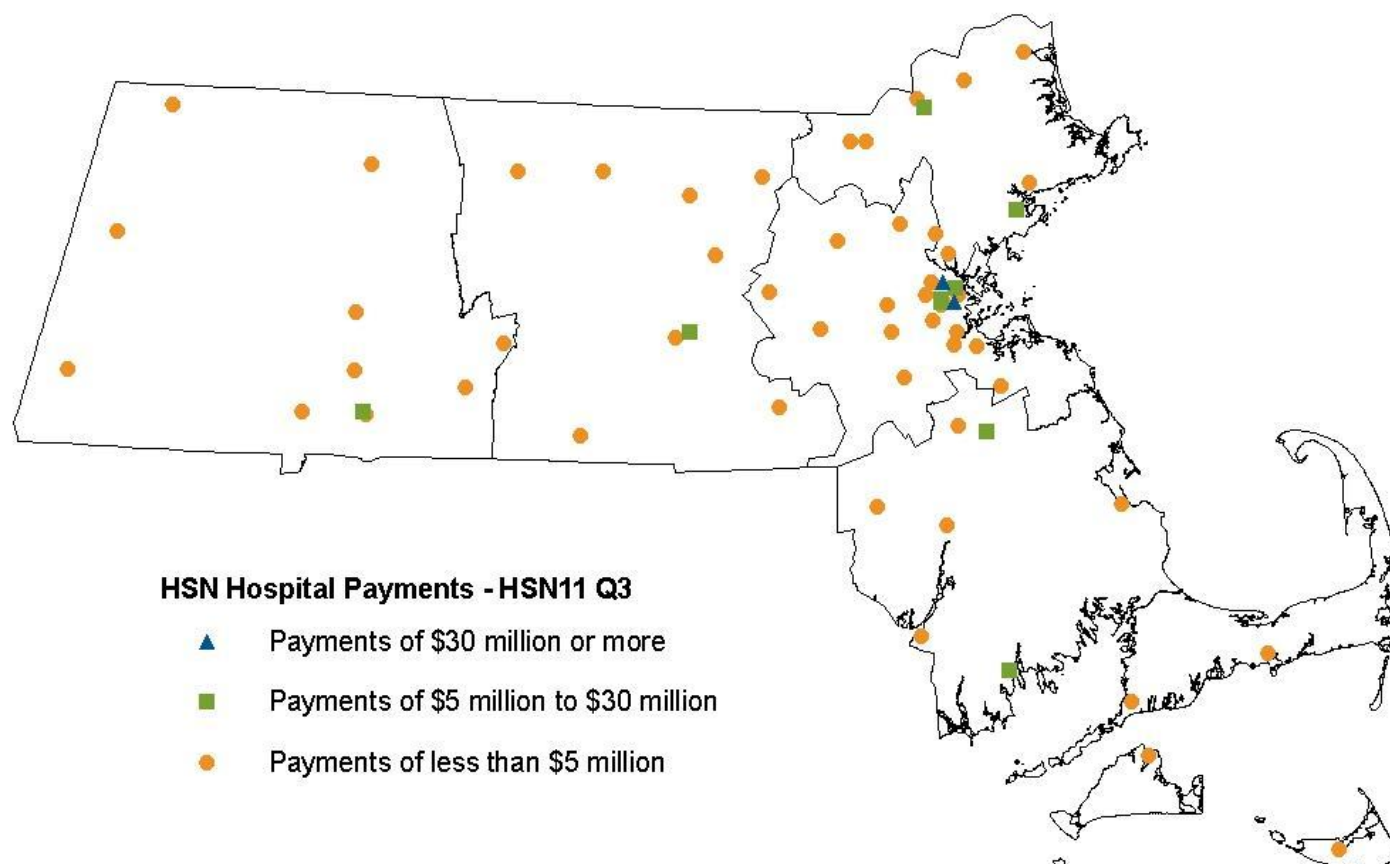 HSN Hospital Payments - HSN11 Q3
Payments of $30 million or more
Payments of $5 million to $30 million
Payments of less than $5 million